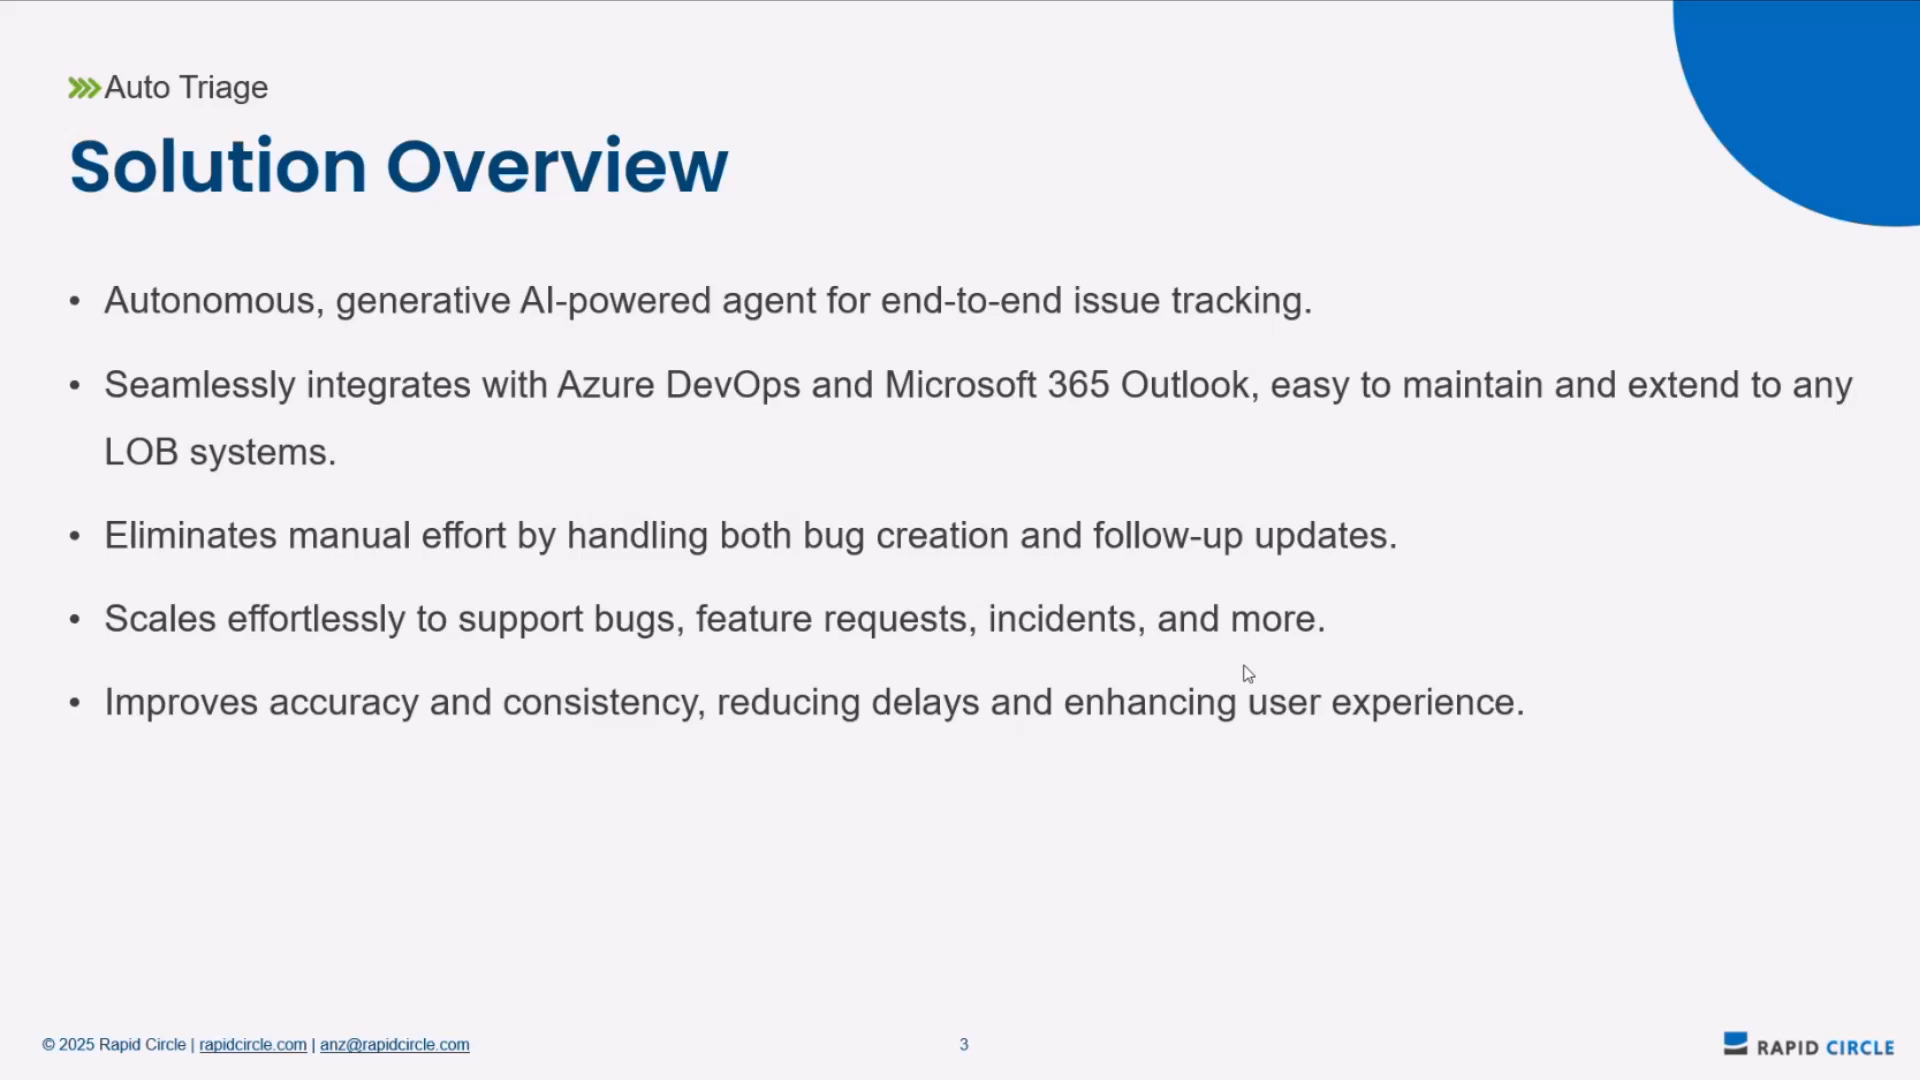 Auto Triage
Solution Overview
• Autonomous, generative AI-powered agent for end-to-end issue tracking.
• Seamlessly integrates with Azure DevOps and Microsoft 365 Outlook, easy to maintain and extend to any
LOB systems.
• Eliminates manual effort by handling both bug creation and follow-up updates.
• Scales effortlessly to support bugs, feature requests, incidents, and more.
• Improves accuracy and consistency, reducing delays and enhancing user experience.
© 2025 Rapid Circle | rapidcircle.com | anz@rapidcircle.com
3
RAPID CIRCLE